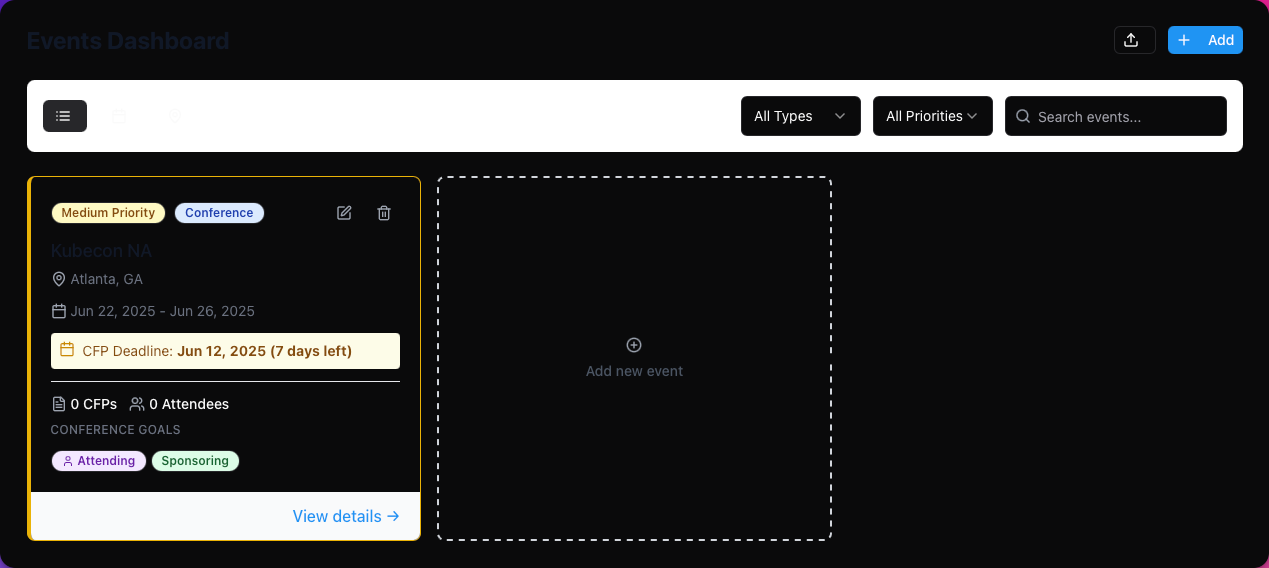 Events Dashboard
Add
All Types
All Priorities
Search events...
Medium Priority
Conference
Kubecon NA
Atlanta, GA
Jun 22, 2025 - Jun 26, 2025
CFP Deadline: Jun 12, 2025 (7 days left)
0 CFPs
0 Attendees
CONFERENCE GOALS
Attending
Sponsoring
View details →
Add new event